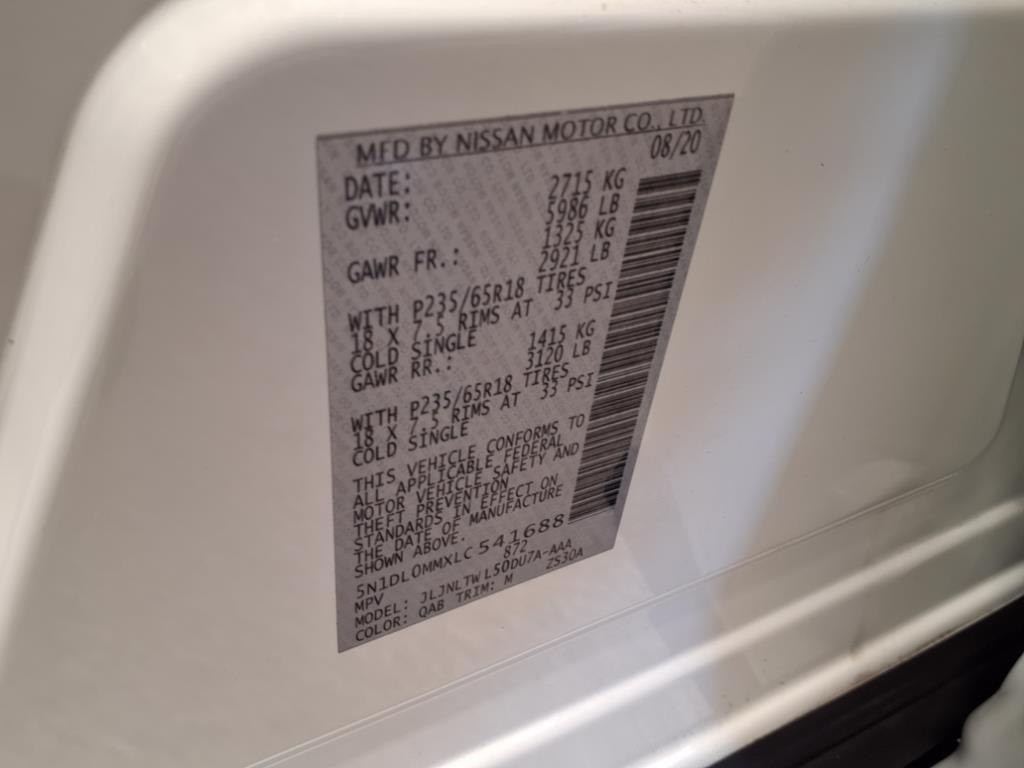 MFD BY NISSAN MOTOR CO., LTD.
DATE: 08/20
GVWR: 2715 KG
5986 LB
GAWR FR.: 1325 KG
2921 LB
WITH P235/65R18 TIRES
18 X 7.5 RIMS AT 33 PSI
COLD SINGLE
GAWR RR.: 1415 KG
3120 LB
WITH P235/65R18 TIRES
18 X 7.5 RIMS AT 33 PSI
COLD SINGLE
THIS VEHICLE CONFORMS TO
ALL APPLICABLE FEDERAL
MOTOR VEHICLE SAFETY AND
THEFT PREVENTION
STANDARDS IN EFFECT ON
THE DATE OF MANUFACTURE
SHOWN ABOVE.
5N1DL0MMXLC541688
MPV 872
MODEL: JLJNLTWL50DU7A-AAA
COLOR: QAB TRIM: M ZS30A